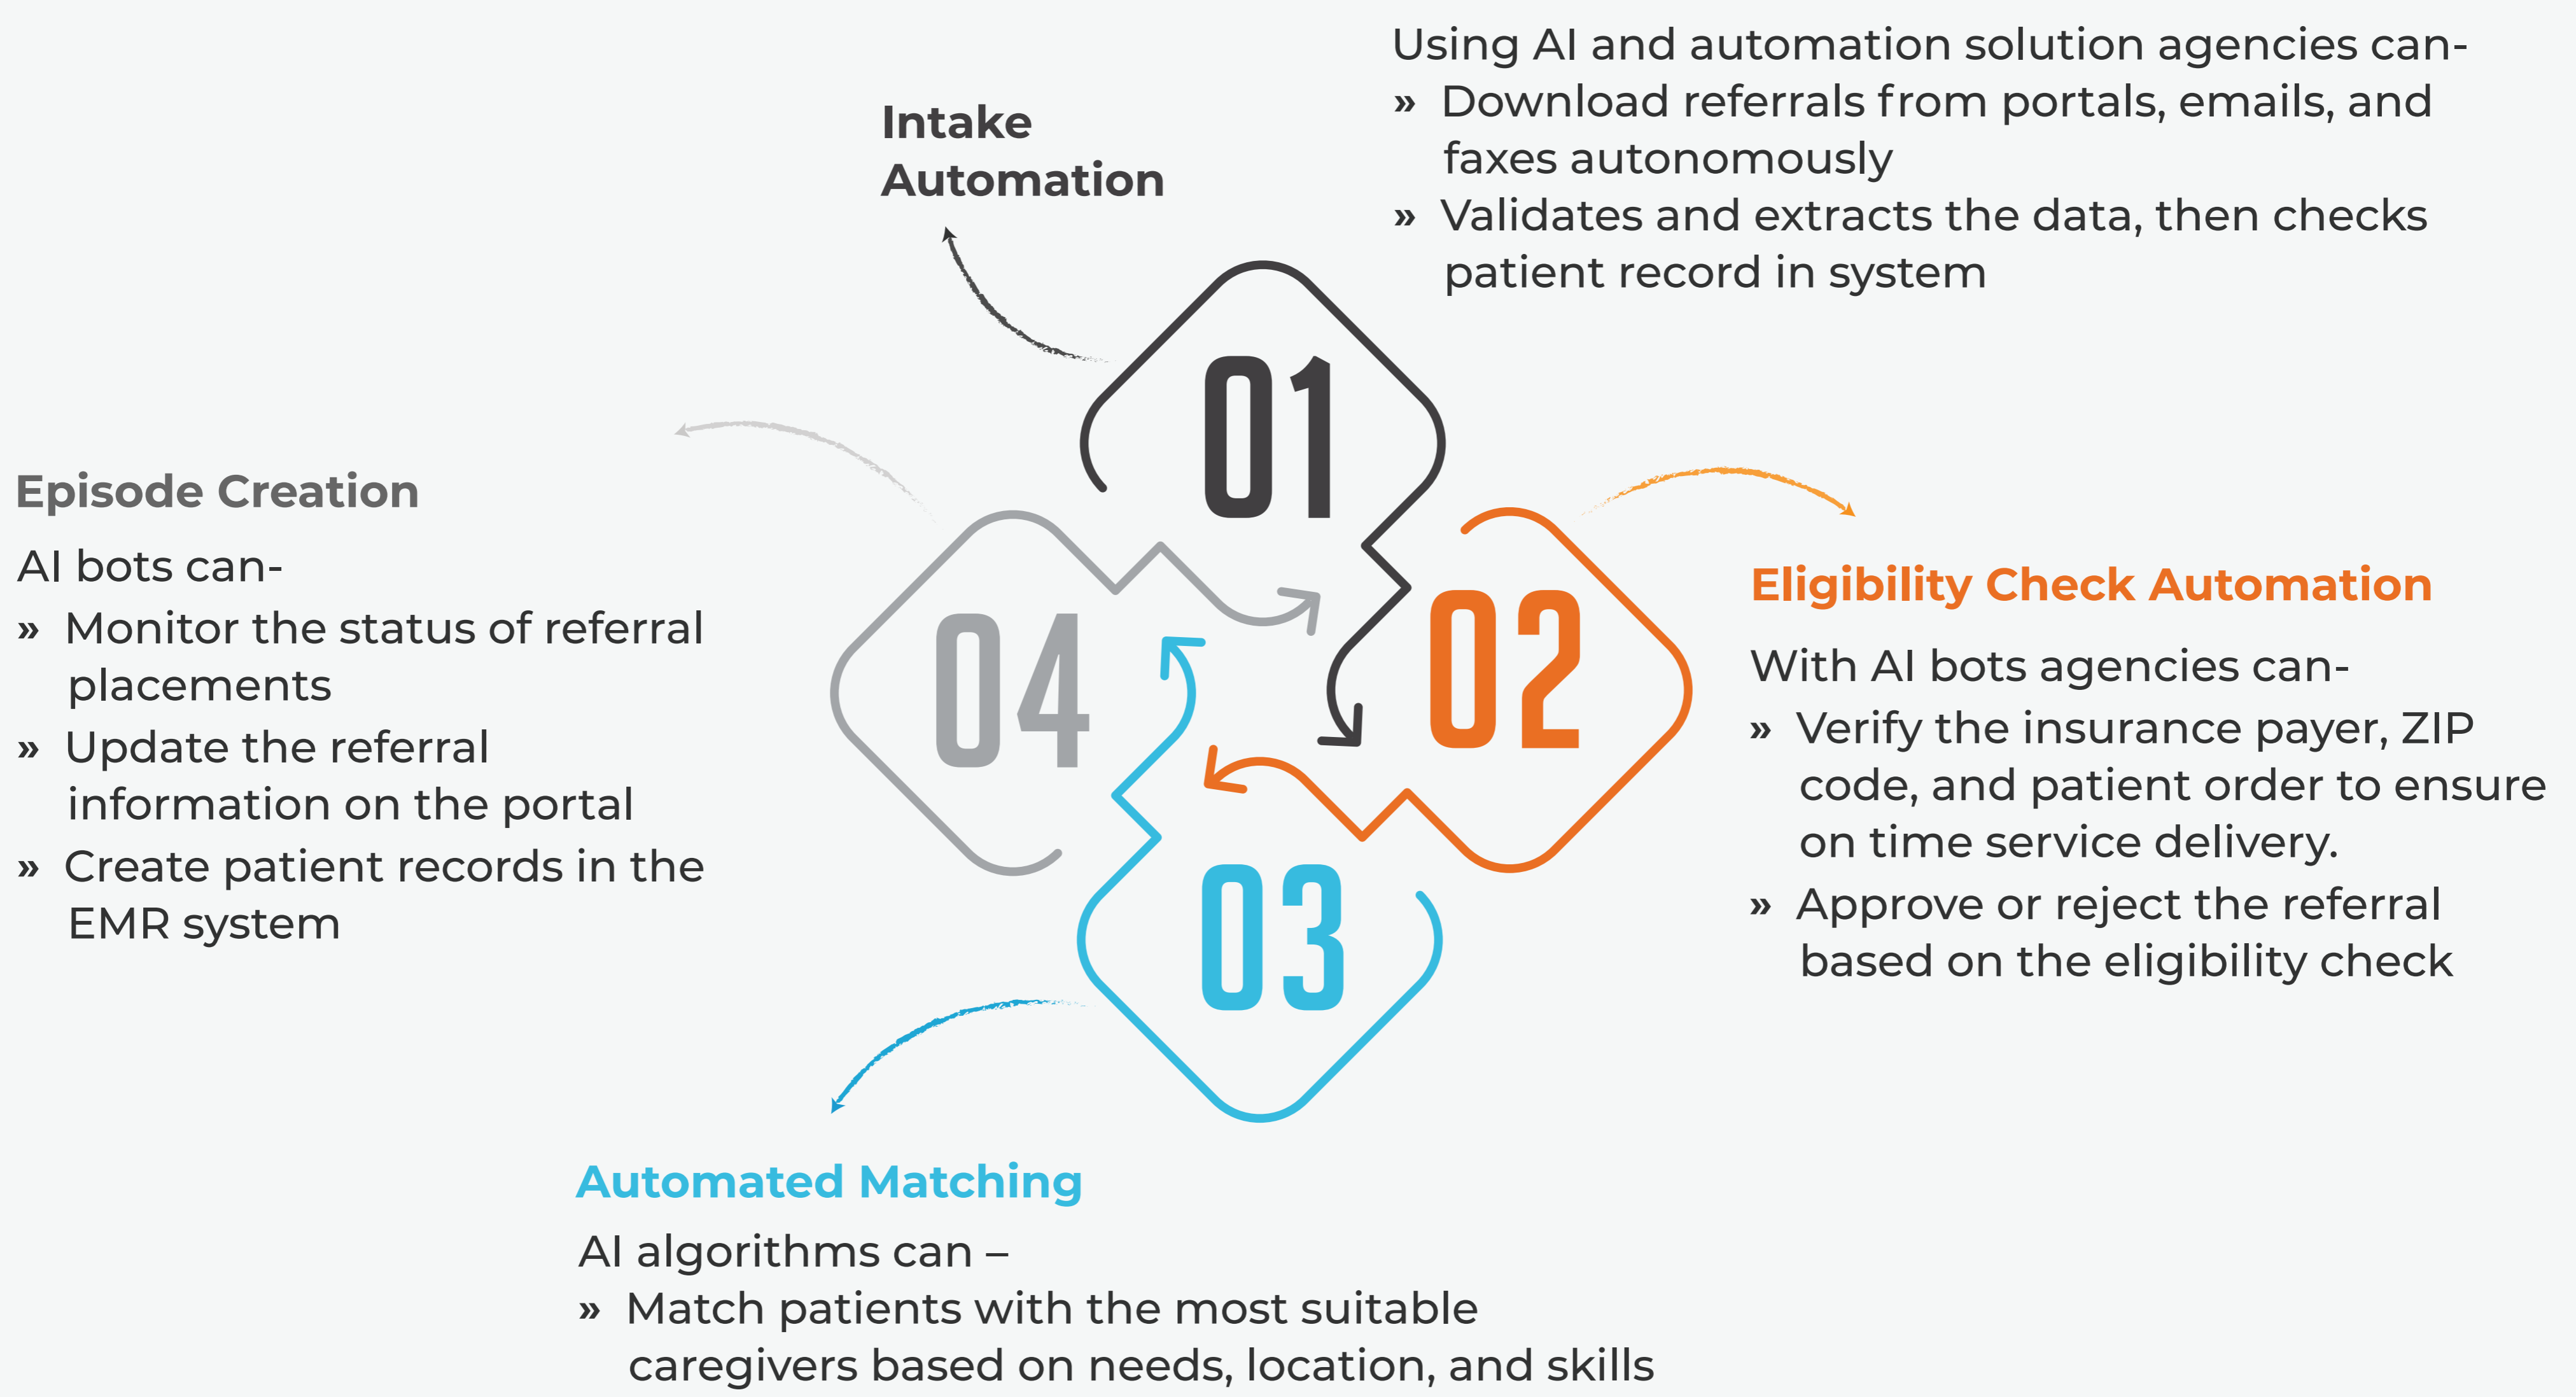 Intake
Automation
Using AI and automation solution agencies can-
» Download referrals from portals, emails, and
faxes autonomously
» Validates and extracts the data, then checks
patient record in system
01
02
Eligibility Check Automation
With AI bots agencies can-
» Verify the insurance payer, ZIP
code, and patient order to ensure
on time service delivery.
» Approve or reject the referral
based on the eligibility check
03
Automated Matching
AI algorithms can –
» Match patients with the most suitable
caregivers based on needs, location, and skills
04
Episode Creation
AI bots can-
» Monitor the status of referral
placements
» Update the referral
information on the portal
» Create patient records in the
EMR system